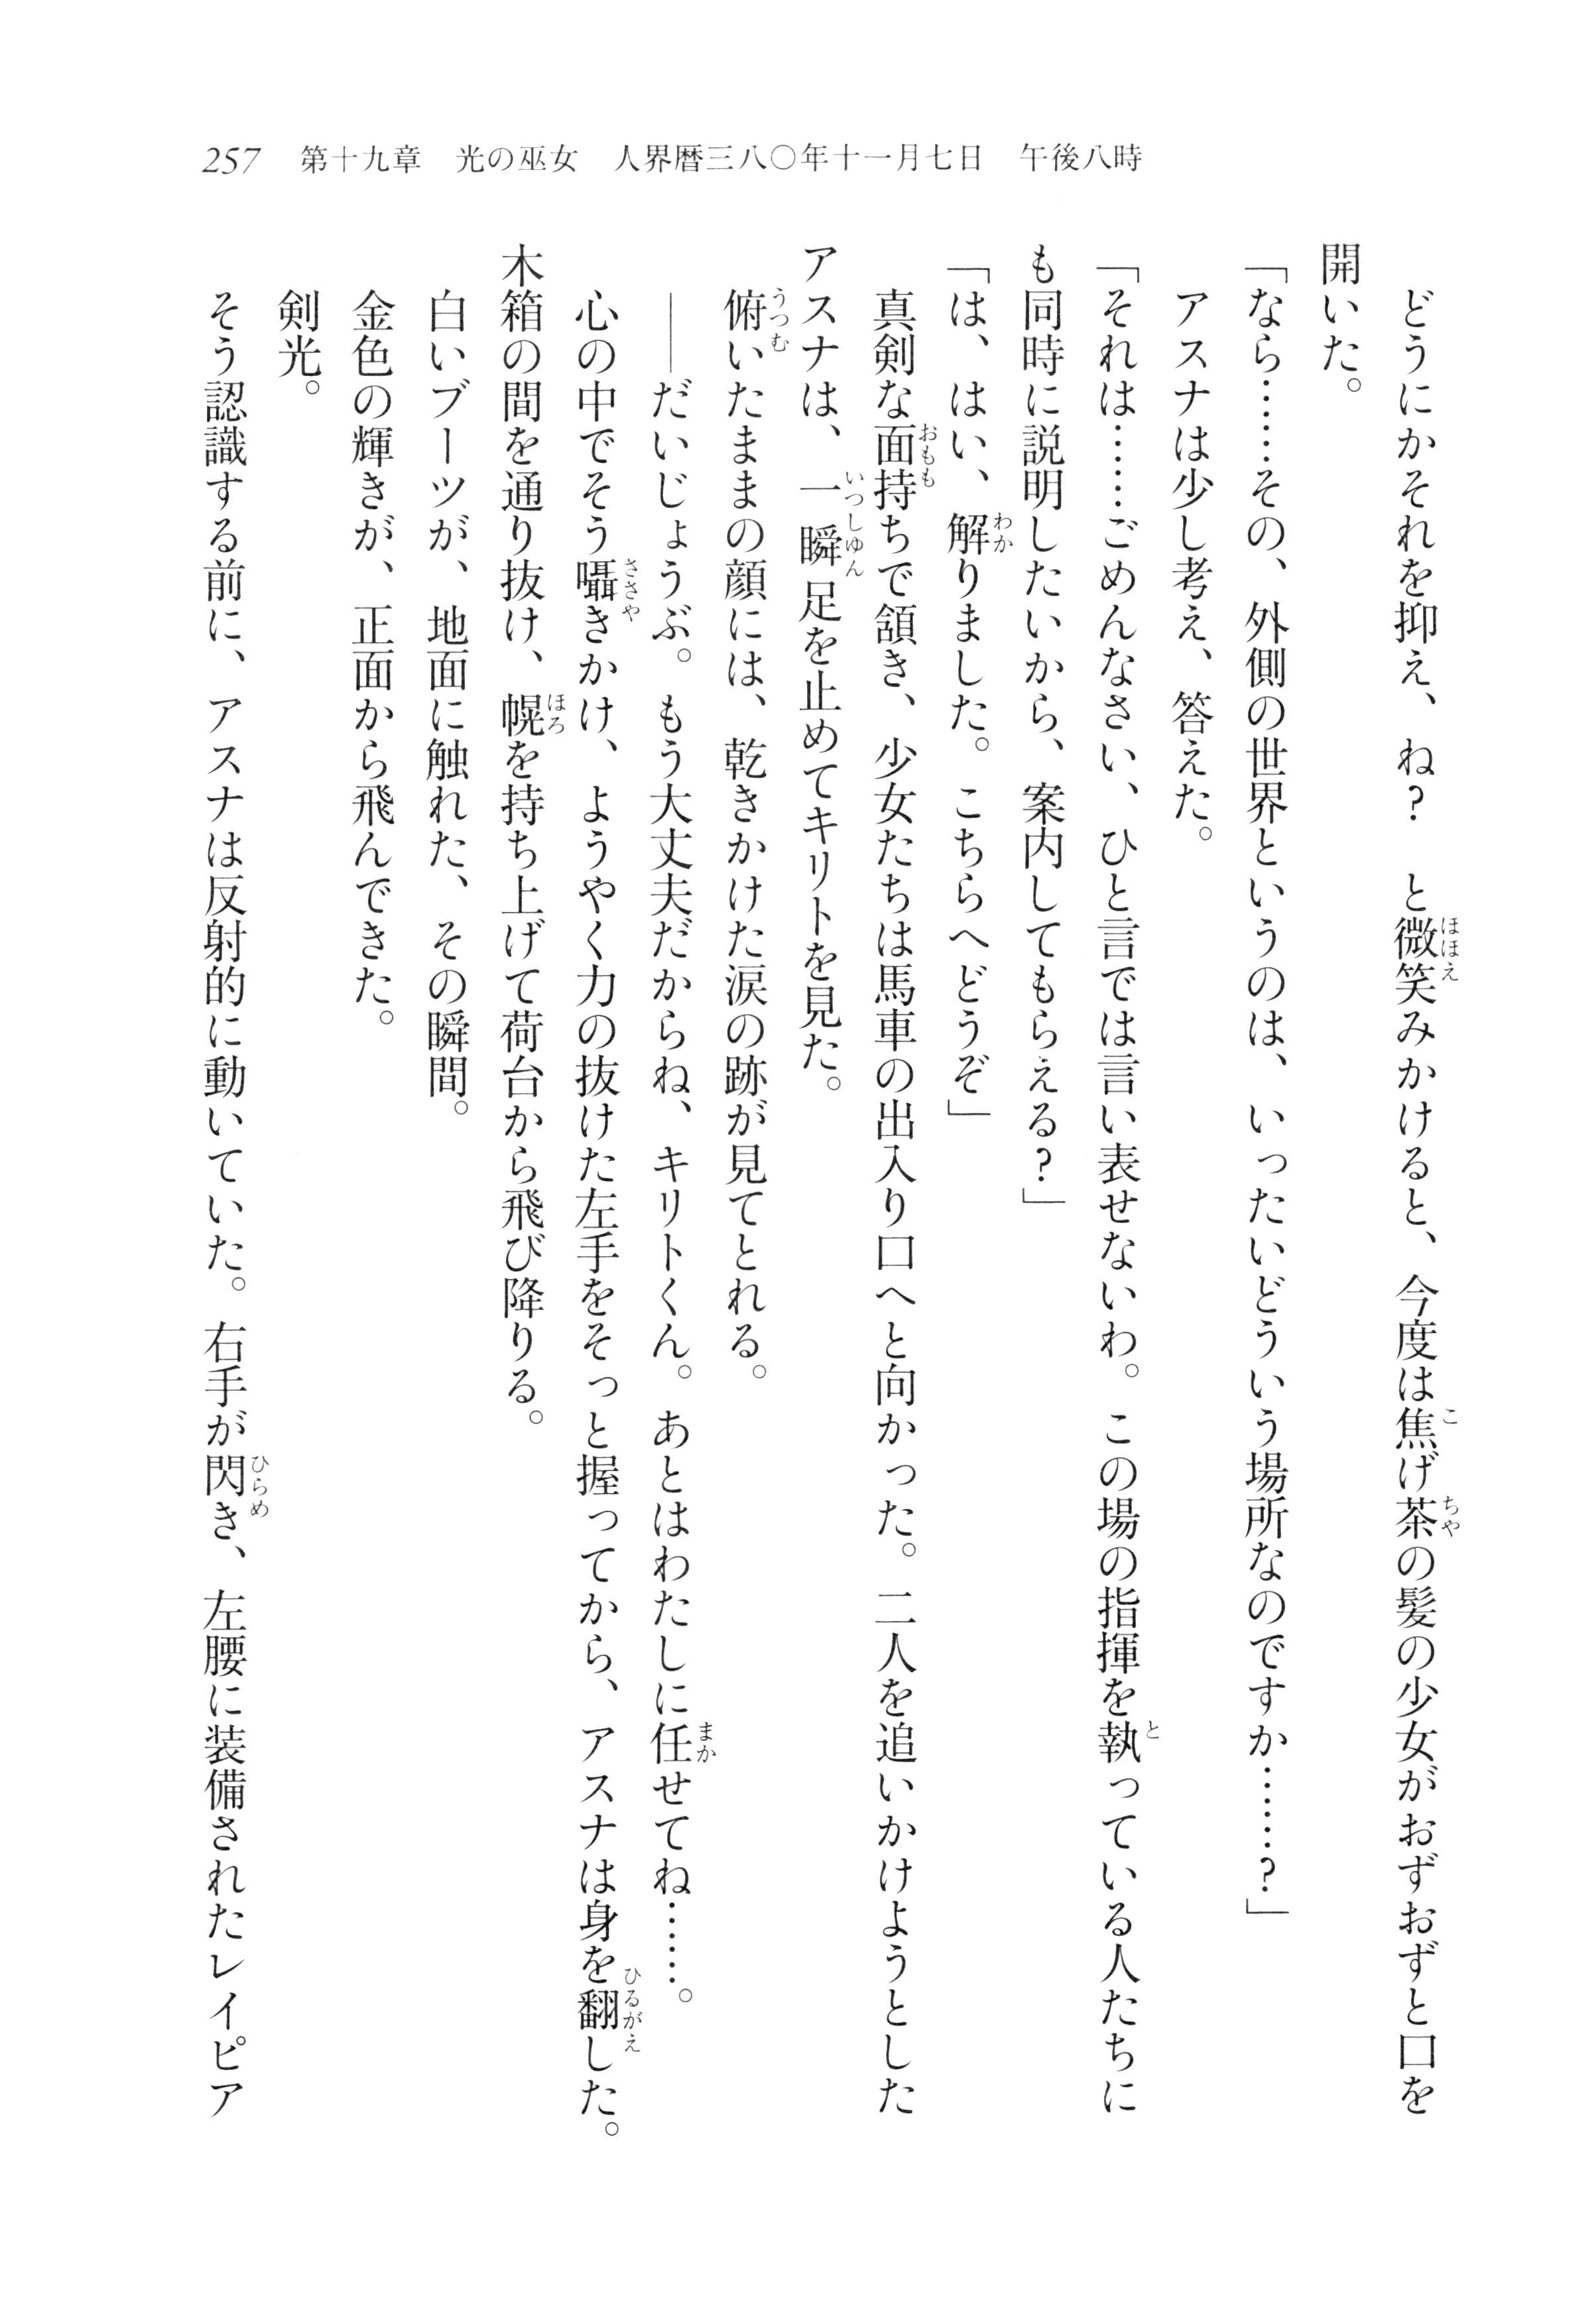 257 第十九章 光の巫女 人界暦三八〇年十一月七日 午後八時
　どうにかそれを抑え、ね？　と微笑みかけると、今度は焦げ茶の髪の少女がおずおずと口を
開いた。
「なら……その、外側の世界というのは、いったいどういう場所なのですか……？」
　アスナは少し考え、答えた。
「それは……ごめんなさい、ひと言では言い表せないわ。この場の指揮を執っている人たちに
も同時に説明したいから、案内してもらえる？」
「は、はい、解りました。こちらへどうぞ」
　真剣な面持ちで頷き、少女たちは馬車の出入り口へと向かった。二人を追いかけようとした
アスナは、一瞬足を止めてキリトを見た。
　俯いたままの顔には、乾きかけた涙の跡が見てとれる。
　――だいじょうぶ。もう大丈夫だからね、キリトくん。あとはわたしに任せてね……。
　心の中でそう囁きかけ、ようやく力の抜けた左手をそっと握ってから、アスナは身を翻した。
木箱の間を通り抜け、幌を持ち上げて荷台から飛び降りる。
　白いブーツが、地面に触れた、その瞬間。
　金色の輝きが、正面から飛んできた。
　剣光。
　そう認識する前に、アスナは反射的に動いていた。右手が閃き、左腰に装備されたレイピア